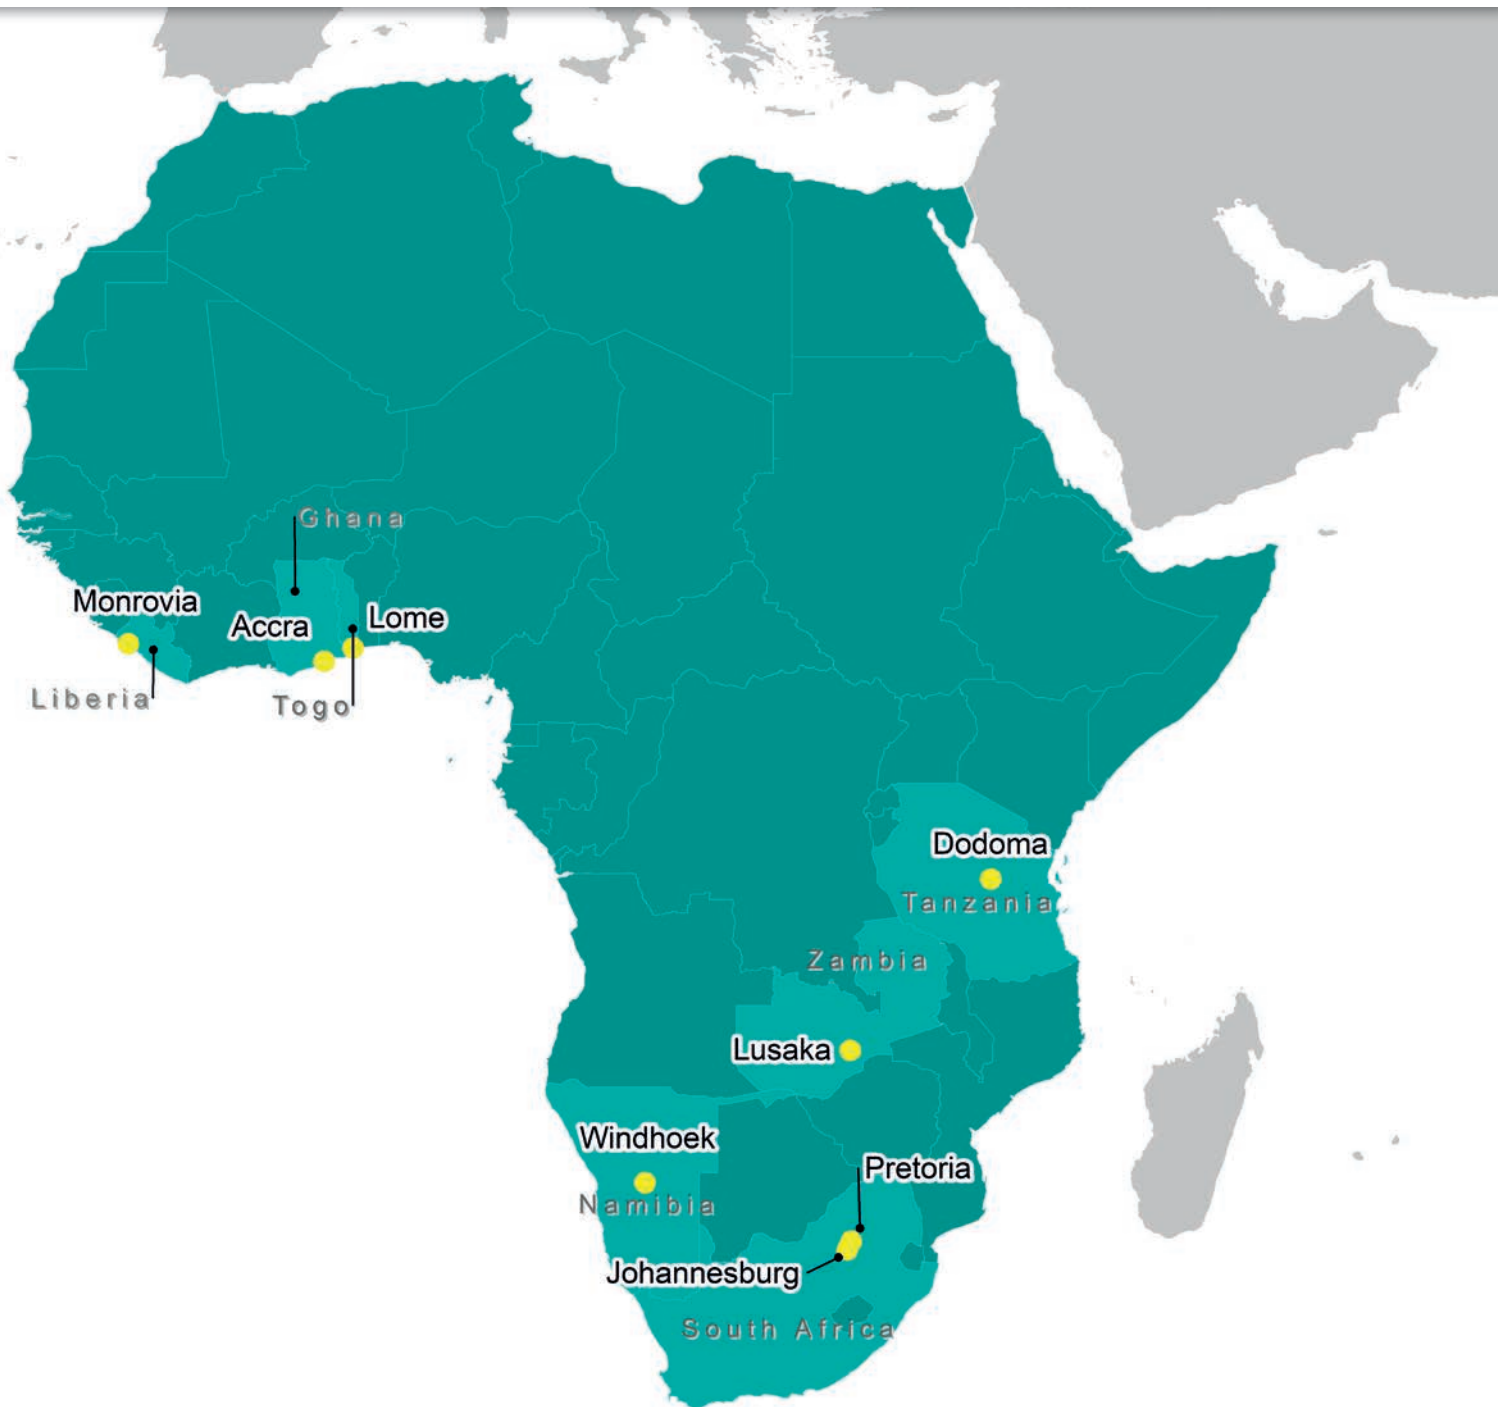 Ghana
Monrovia
Accra
Lome
Liberia
Togo
Dodoma
Tanzania
Zambia
Lusaka
Windhoek
Pretoria
Namibia
Johannesburg
South Africa